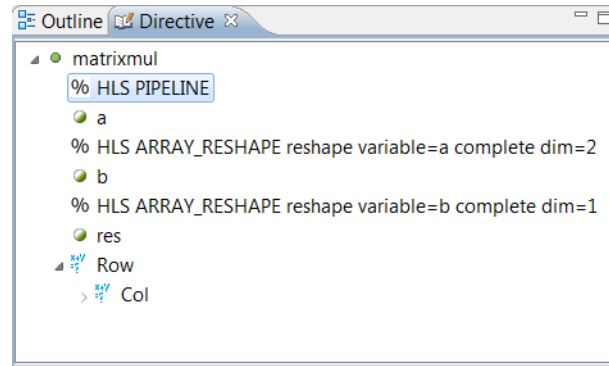 Outline Directive
matrixmul
% HLS PIPELINE
a
% HLS ARRAY_RESHAPE reshape variable=a complete dim=2
b
% HLS ARRAY_RESHAPE reshape variable=b complete dim=1
res
Row
Col